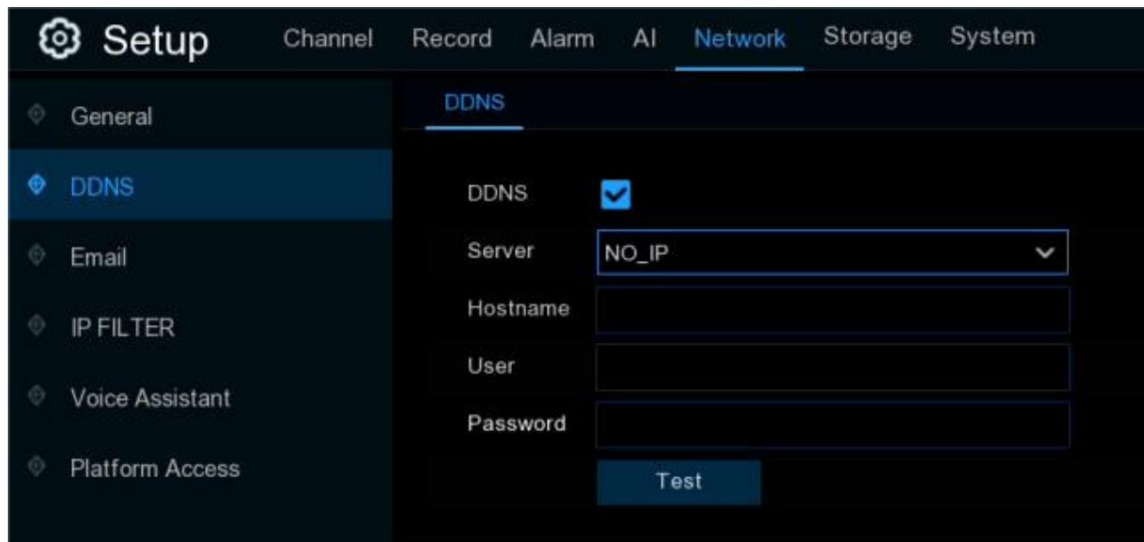 Setup Channel Record Alarm AI Network Storage System
General
DDNS
Email
IP FILTER
Voice Assistant
Platform Access
DDNS
DDNS
Server NO_IP
Hostname
User
Password
Test